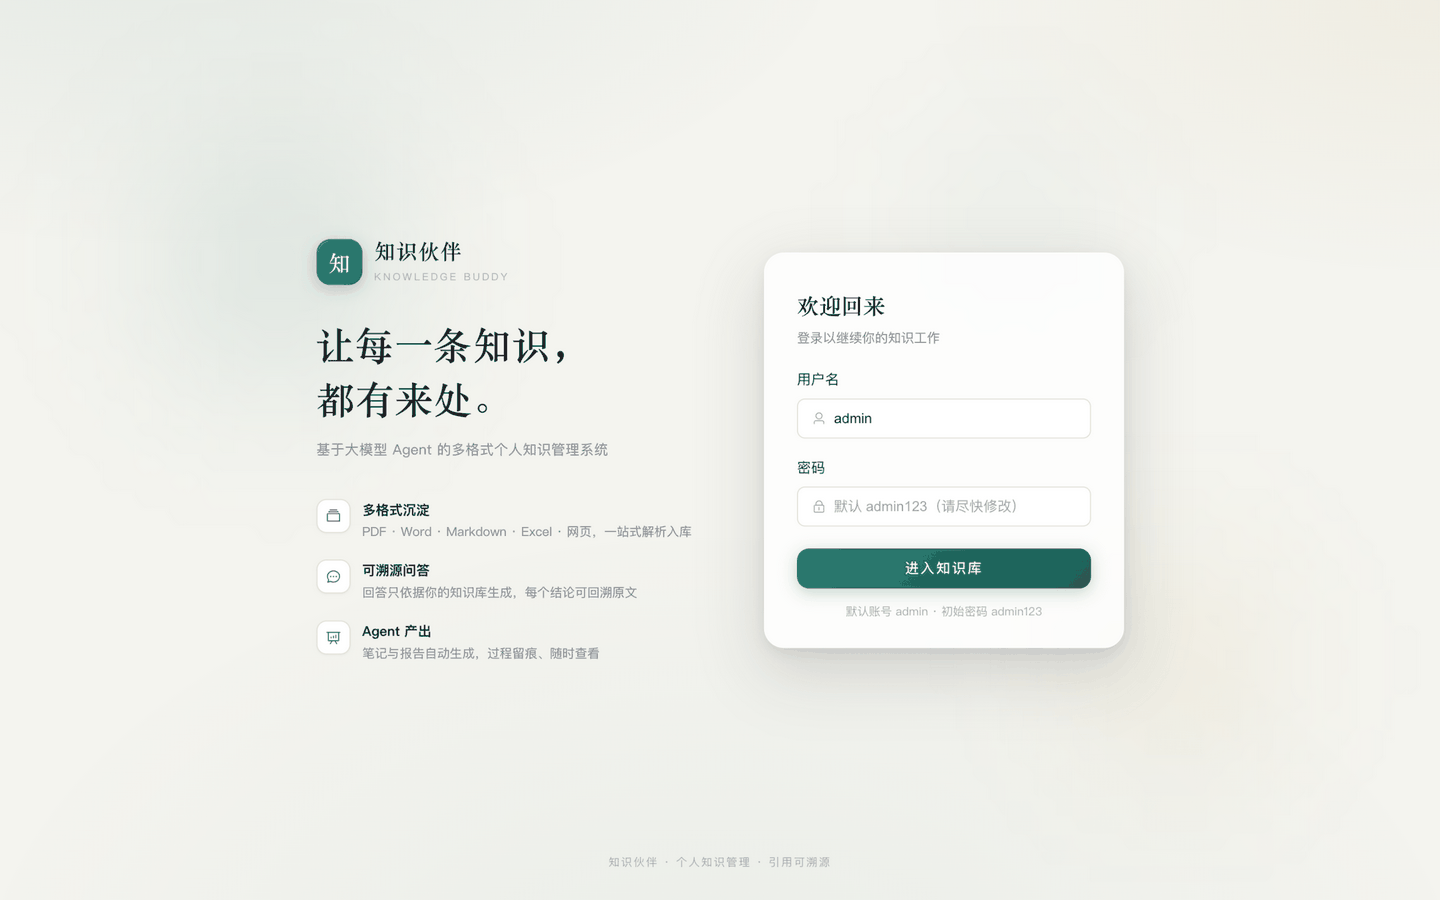 知
知识伙伴
KNOWLEDGE BUDDY
让每一条知识，
都有来处。
基于大模型 Agent 的多格式个人知识管理系统
多格式沉淀
PDF · Word · Markdown · Excel · 网页，一站式解析入库
可溯源问答
回答只依据你的知识库生成，每个结论可回溯原文
Agent 产出
笔记与报告自动生成，过程留痕、随时查看
欢迎回来
登录以继续你的知识工作
用户名
admin
密码
默认 admin123（请尽快修改）
进入知识库
默认账号 admin · 初始密码 admin123
知识伙伴 · 个人知识管理 · 引用可溯源